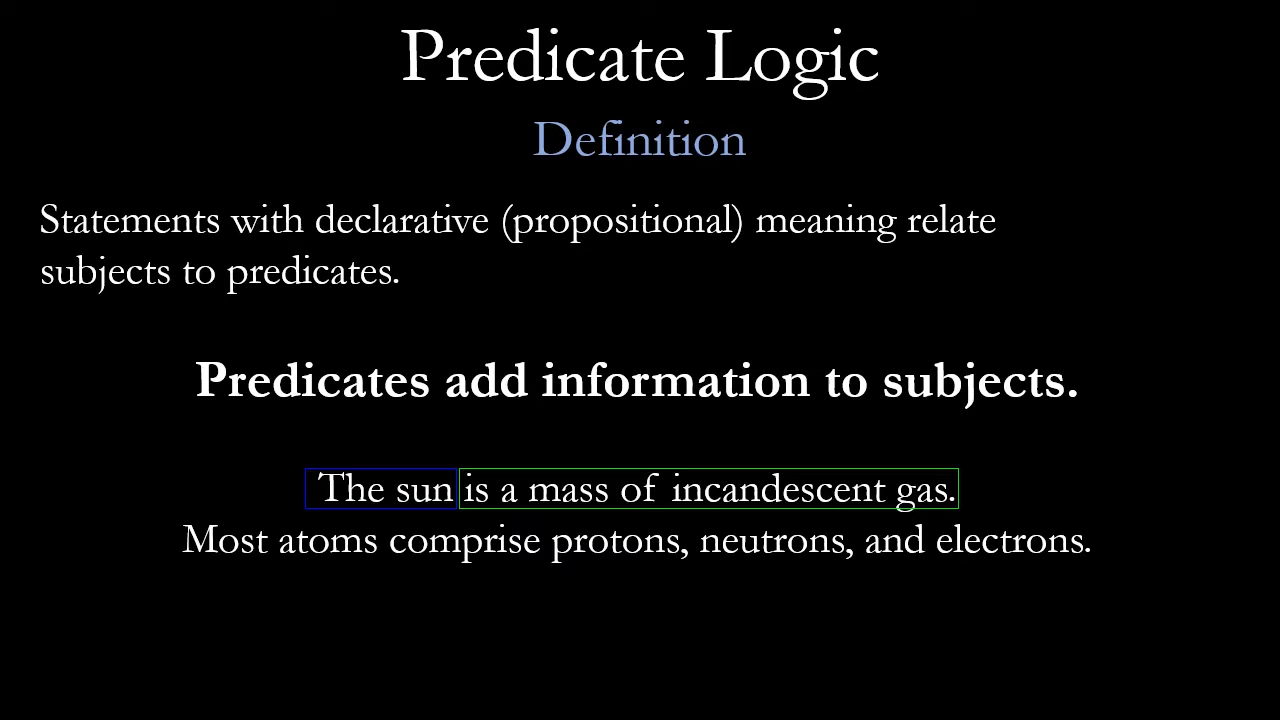 Predicate Logic
Definition
Statements with declarative (propositional) meaning relate
subjects to predicates.
Predicates add information to subjects.
The sun is a mass of incandescent gas.
Most atoms comprise protons, neutrons, and electrons.